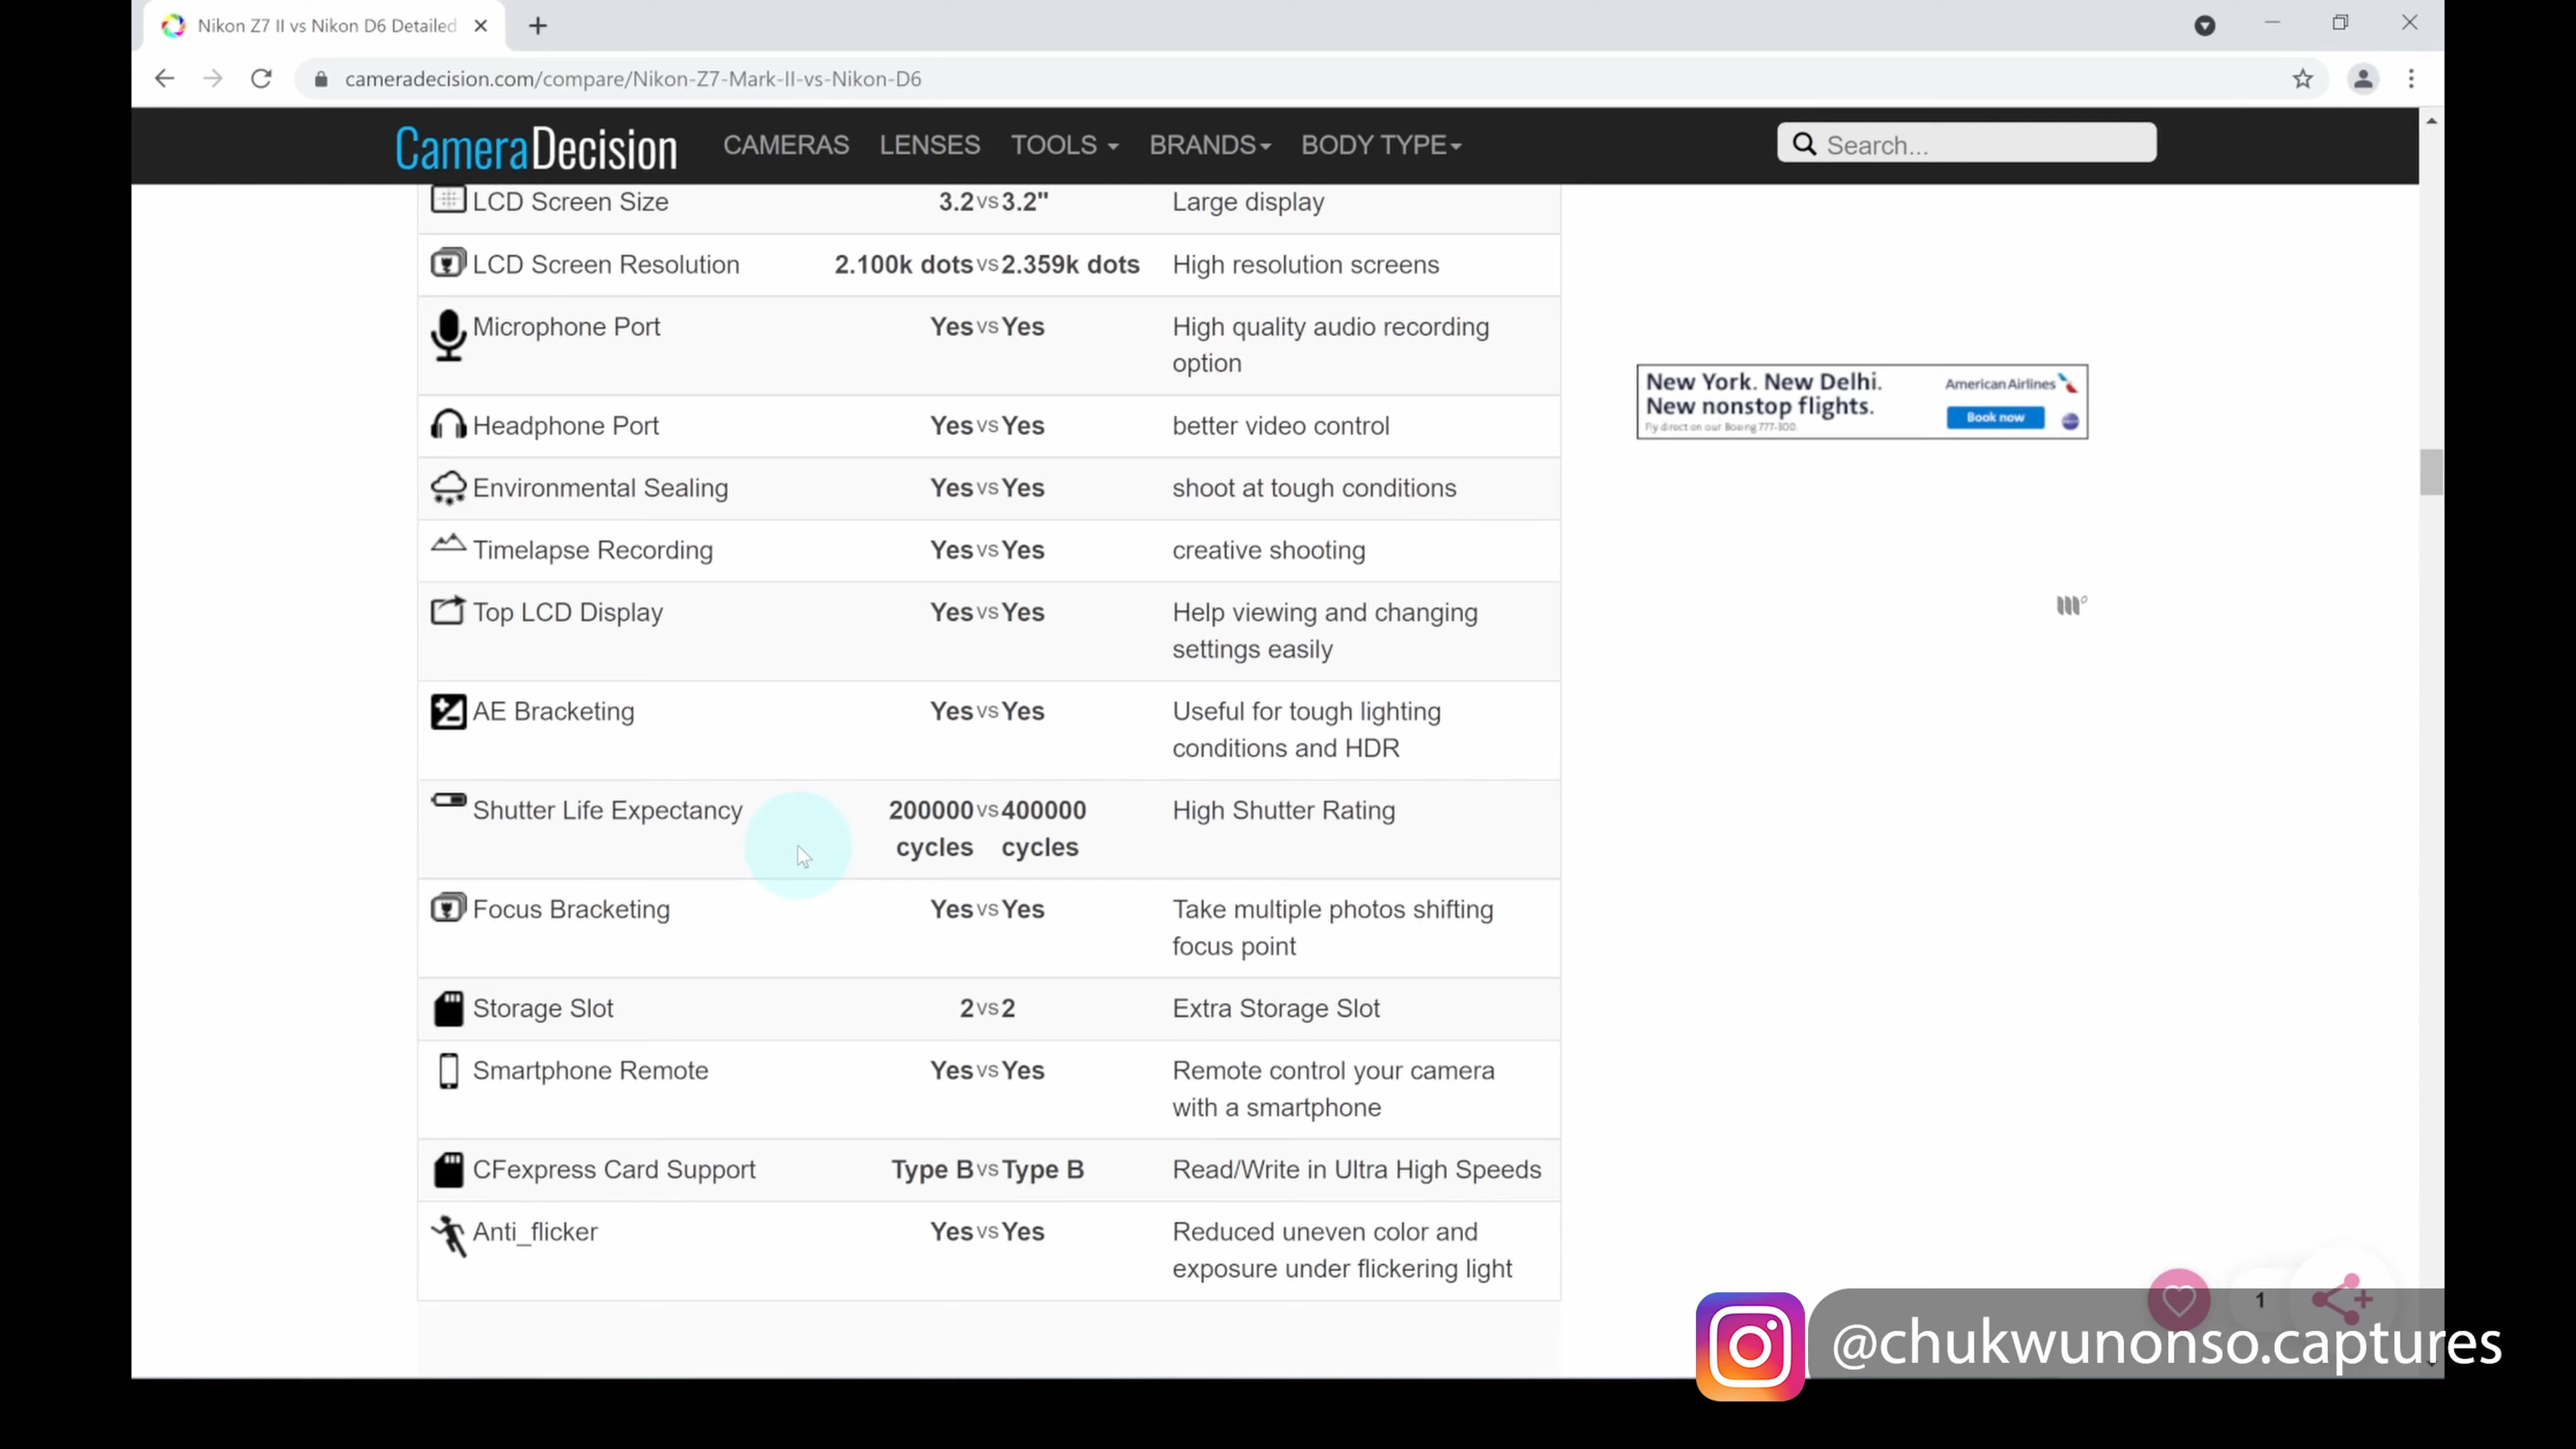 Nikon Z7 II vs Nikon D6 Detailed
cameradecision.com/compare/Nikon-Z7-Mark-II-vs-Nikon-D6
CameraDecision CAMERAS LENSES TOOLS BRANDS BODY TYPE Search...
LCD Screen Size 3.2 vs 3.2" Large display
LCD Screen Resolution 2.100k dots vs 2.359k dots High resolution screens
Microphone Port Yes vs Yes High quality audio recording
option
Headphone Port Yes vs Yes better video control
Environmental Sealing Yes vs Yes shoot at tough conditions
Timelapse Recording Yes vs Yes creative shooting
Top LCD Display Yes vs Yes Help viewing and changing
settings easily
AE Bracketing Yes vs Yes Useful for tough lighting
conditions and HDR
Shutter Life Expectancy 200000 vs 400000 High Shutter Rating
cycles cycles
Focus Bracketing Yes vs Yes Take multiple photos shifting
focus point
Storage Slot 2 vs 2 Extra Storage Slot
Smartphone Remote Yes vs Yes Remote control your camera
with a smartphone
CFexpress Card Support Type B vs Type B Read/Write in Ultra High Speeds
Anti_flicker Yes vs Yes Reduced uneven color and
exposure under flickering light
New York. New Delhi.
New nonstop flights.
Fly direct on our Boeing 777-300.
American Airlines
Book now
1
@chukwunonso.captures